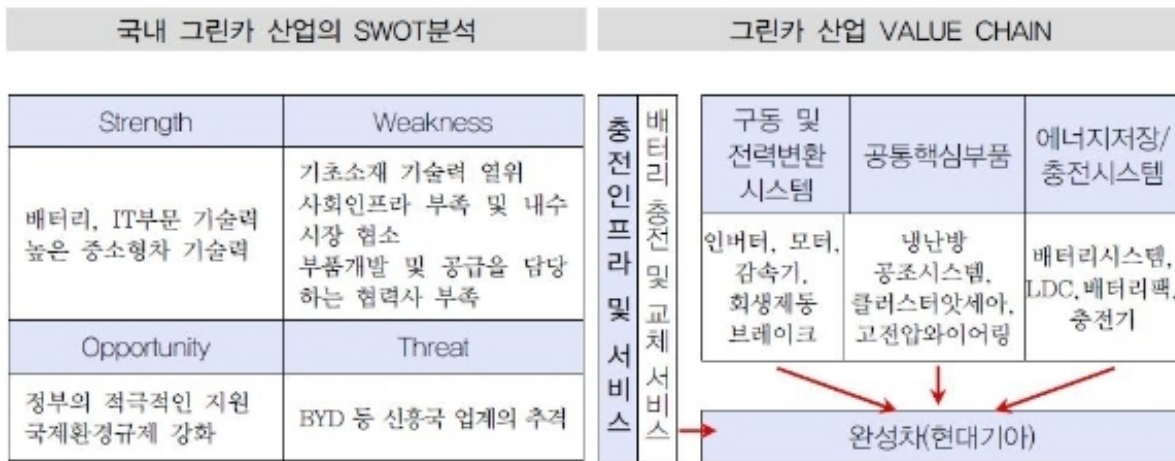 국내 그린카 산업의 SWOT분석
그린카 산업 VALUE CHAIN
Strength
Weakness
배터리, IT부문 기술력
높은 중소형차 기술력
기초소재 기술력 열위
사회인프라 부족 및 내수
시장 협소
부품개발 및 공급을 담당
하는 협력사 부족
Opportunity
Threat
정부의 적극적인 지원
국제환경규제 강화
BYD 등 신흥국 업계의 추격
충전인프라 및 서비스
배터리 충전 및 교체 서비스
구동 및
전력변환
시스템
공통핵심부품
에너지저장/
충전시스템
인버터, 모터,
감속기,
회생제동
브레이크
냉난방
공조시스템,
클러스터앗세아,
고전압와이어링
배터리시스템,
LDC,배터리팩,
충전기
완성차(현대기아)